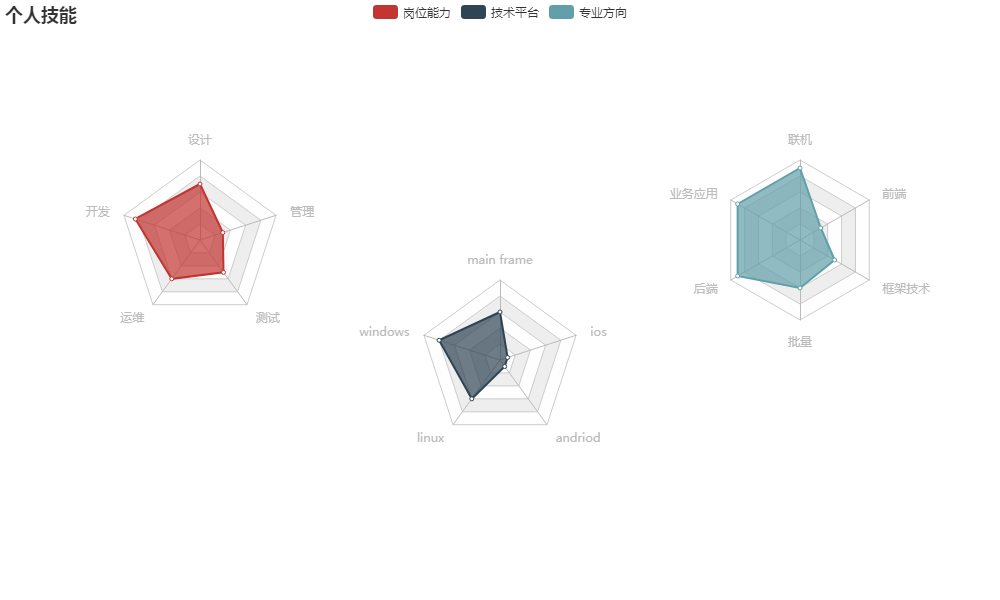 个人技能
岗位能力 技术平台 专业方向
设计
开发
管理
运维
测试
main frame
windows
ios
linux
andriod
联机
业务应用
前端
后端
框架技术
批量